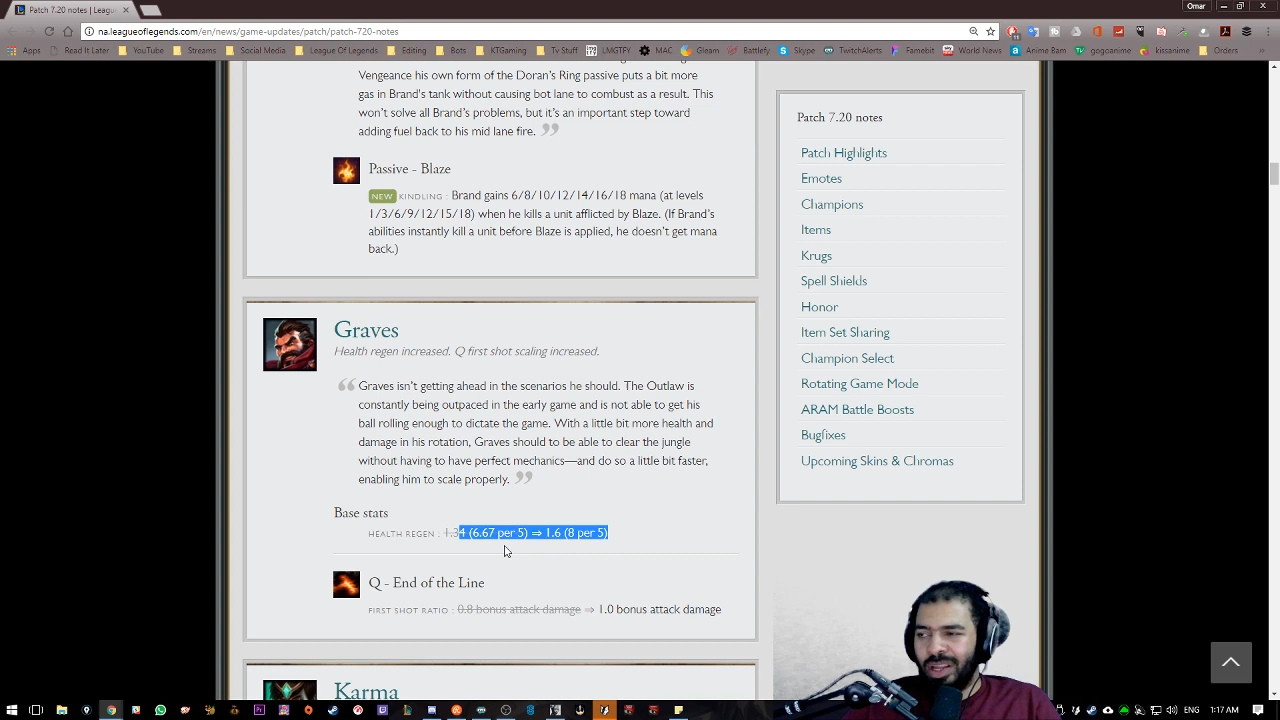 Patch 7.20 notes | Leagu
Omar
na.leagueoflegends.com/en/news/game-updates/patch/patch-720-notes
Apps
Read It Later
YouTube
Streams
Social Media
League Of Legends
Editing
Bots
KTGaming
Tv Stuff
LMGTFY
MAC
Gleam
Battlefy
Skype
TwitchAlerts
Famebit
World News
Anime Bam
gogoanime
kissanime
Orders
Vengeance his own form of the Doran's Ring passive puts a bit more
gas in Brand's tank without causing bot lane to combust as a result. This
won't solve all Brand's problems, but it's an important step toward
adding fuel back to his mid lane fire.
Passive - Blaze
NEW KINDLING : Brand gains 6/8/10/12/14/16/18 mana (at levels
1/3/6/9/12/15/18) when he kills a unit afflicted by Blaze. (If Brand's
abilities instantly kill a unit before Blaze is applied, he doesn't get mana
back.)
Graves
Health regen increased. Q first shot scaling increased.
Graves isn't getting ahead in the scenarios he should. The Outlaw is
constantly being outpaced in the early game and is not able to get his
ball rolling enough to dictate the game. With a little bit more health and
damage in his rotation, Graves should to be able to clear the jungle
without having to have perfect mechanics—and do so a little bit faster,
enabling him to scale properly.
Base stats
HEALTH REGEN : 1.34 (6.67 per 5) ⇒ 1.6 (8 per 5)
Q - End of the Line
FIRST SHOT RATIO : 0.8 bonus attack damage ⇒ 1.0 bonus attack damage
Karma
Patch 7.20 notes
Patch Highlights
Emotes
Champions
Items
Krugs
Spell Shields
Honor
Item Set Sharing
Champion Select
Rotating Game Mode
ARAM Battle Boosts
Bugfixes
Upcoming Skins & Chromas
ENG
1:17 AM